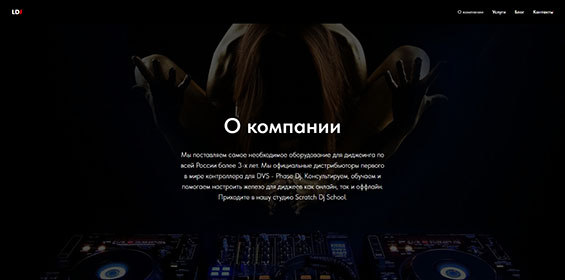 LDJ
О компании Услуги Блог Контакты
О компании
Мы поставляем самое необходимое оборудование для диджеинга по
всей России более 3-х лет. Мы официальные дистрибьюторы первого
в мире контроллера для DVS - Phase Dj. Консультируем, обучаем и
помогаем настроить железо для диджеев как онлайн, так и оффлайн.
Приходите в нашу студию Scratch Dj School.